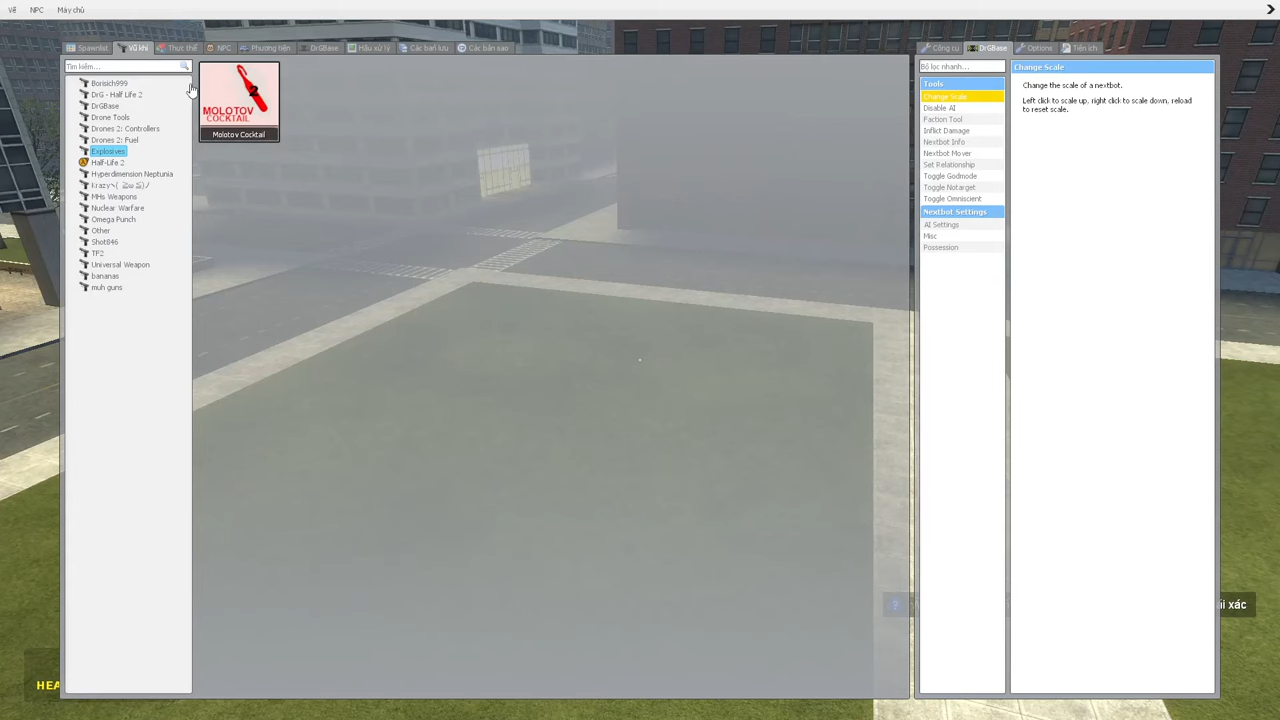 Vẽ NPC Máy chủ
Spawnlist Vũ khí Thực thể NPC Phương tiện DrGBase Hậu xử lý Các bản lưu Các bản sao
Công cụ DrGBase Options Tiện ích
Tìm kiếm...
Borisich999
DrG - Half Life 2
DrGBase
Drone Tools
Drones 2: Controllers
Drones 2: Fuel
Explosives
Half-Life 2
Hyperdimension Neptunia
MHs Weapons
Nuclear Warfare
Omega Punch
Other
Shot846
TF2
Universal Weapon
bananas
muh guns
MOLOTOV
COCKTAIL
Molotov Cocktail
Bộ lọc nhanh...
Tools
Change Scale
Disable AI
Faction Tool
Inflict Damage
Nextbot Info
Nextbot Mover
Set Relationship
Toggle Godmode
Toggle Notarget
Toggle Omniscient
Nextbot Settings
AI Settings
Misc
Possession
Change Scale
Change the scale of a nextbot.
Left click to scale up, right click to scale down, reload
to reset scale.
HEA
?
ái xác